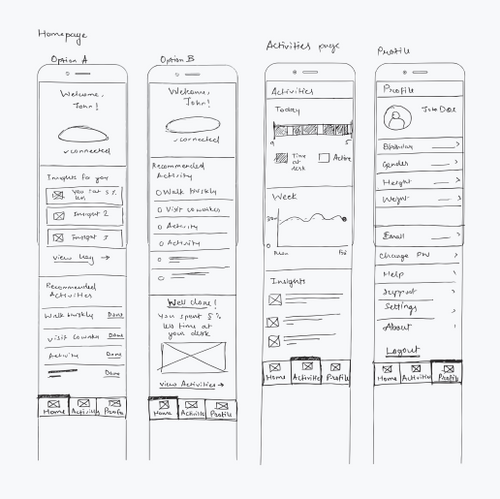 Homepage
Option A
Welcome,
John!
✓connected
Insights for you
You sat 5%
less
Insight 2
Insight 3
View Key →
Recommended
Activities
Walk briskly Done
Visit coworker Done
Activity Done
Done
Home Activities Profile
Option B
Welcome,
John!
✓connected
Recommended
Activity
Walk briskly
Visit coworker
Activity
Activity
Well done!
You spent 5%
less time at
your desk
View Activities →
Home Activities Profile
Activities page
Activities
Today
9 5
Time
at
desk
Active
Week
Mon Fri
Insights
Home Activities Profile
Profile
Profile
John Doe
Birthday
Gender
Height
Weight
Email
Change PW
Help
Support
Settings
About
Logout
Home Activities Profile